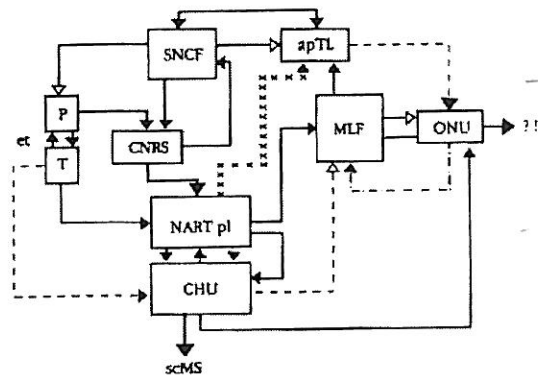 SNCF
apTL
P
et
CNRS
MLF
ONU
?!
T
NART pl
CHU
scMS